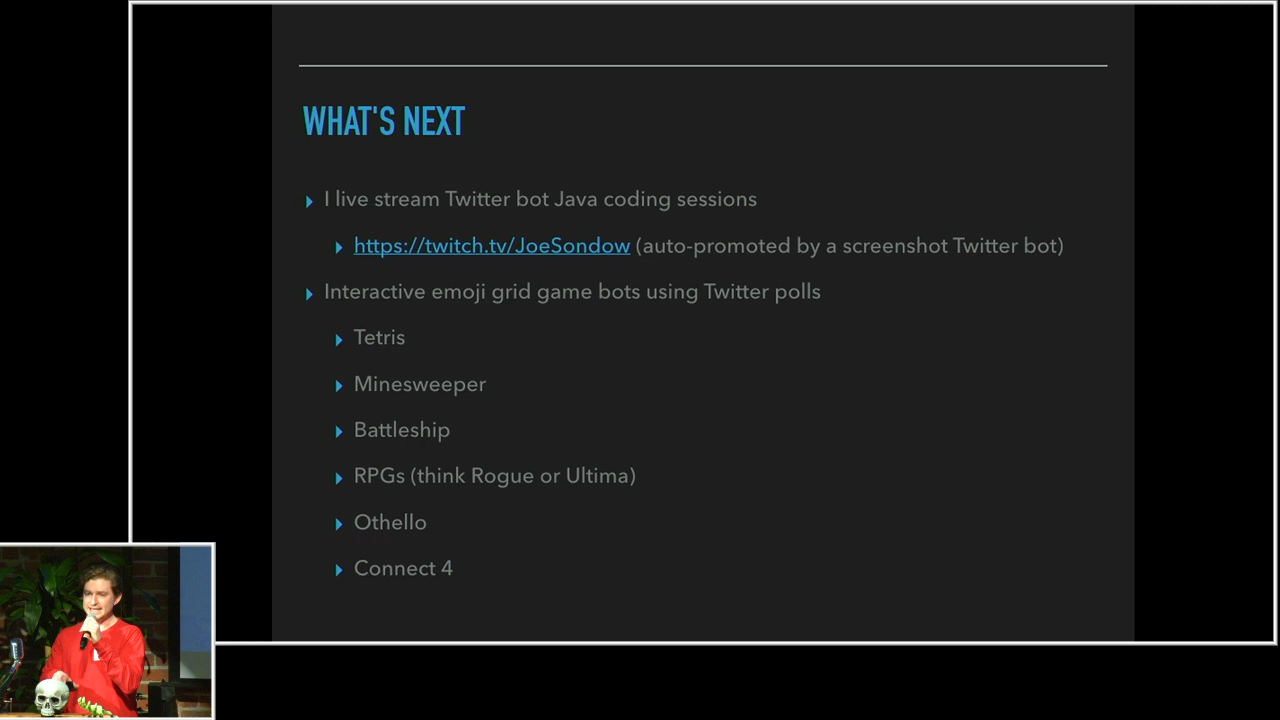 WHAT'S NEXT
I live stream Twitter bot Java coding sessions
https://twitch.tv/JoeSondow (auto-promoted by a screenshot Twitter bot)
Interactive emoji grid game bots using Twitter polls
Tetris
Minesweeper
Battleship
RPGs (think Rogue or Ultima)
Othello
Connect 4